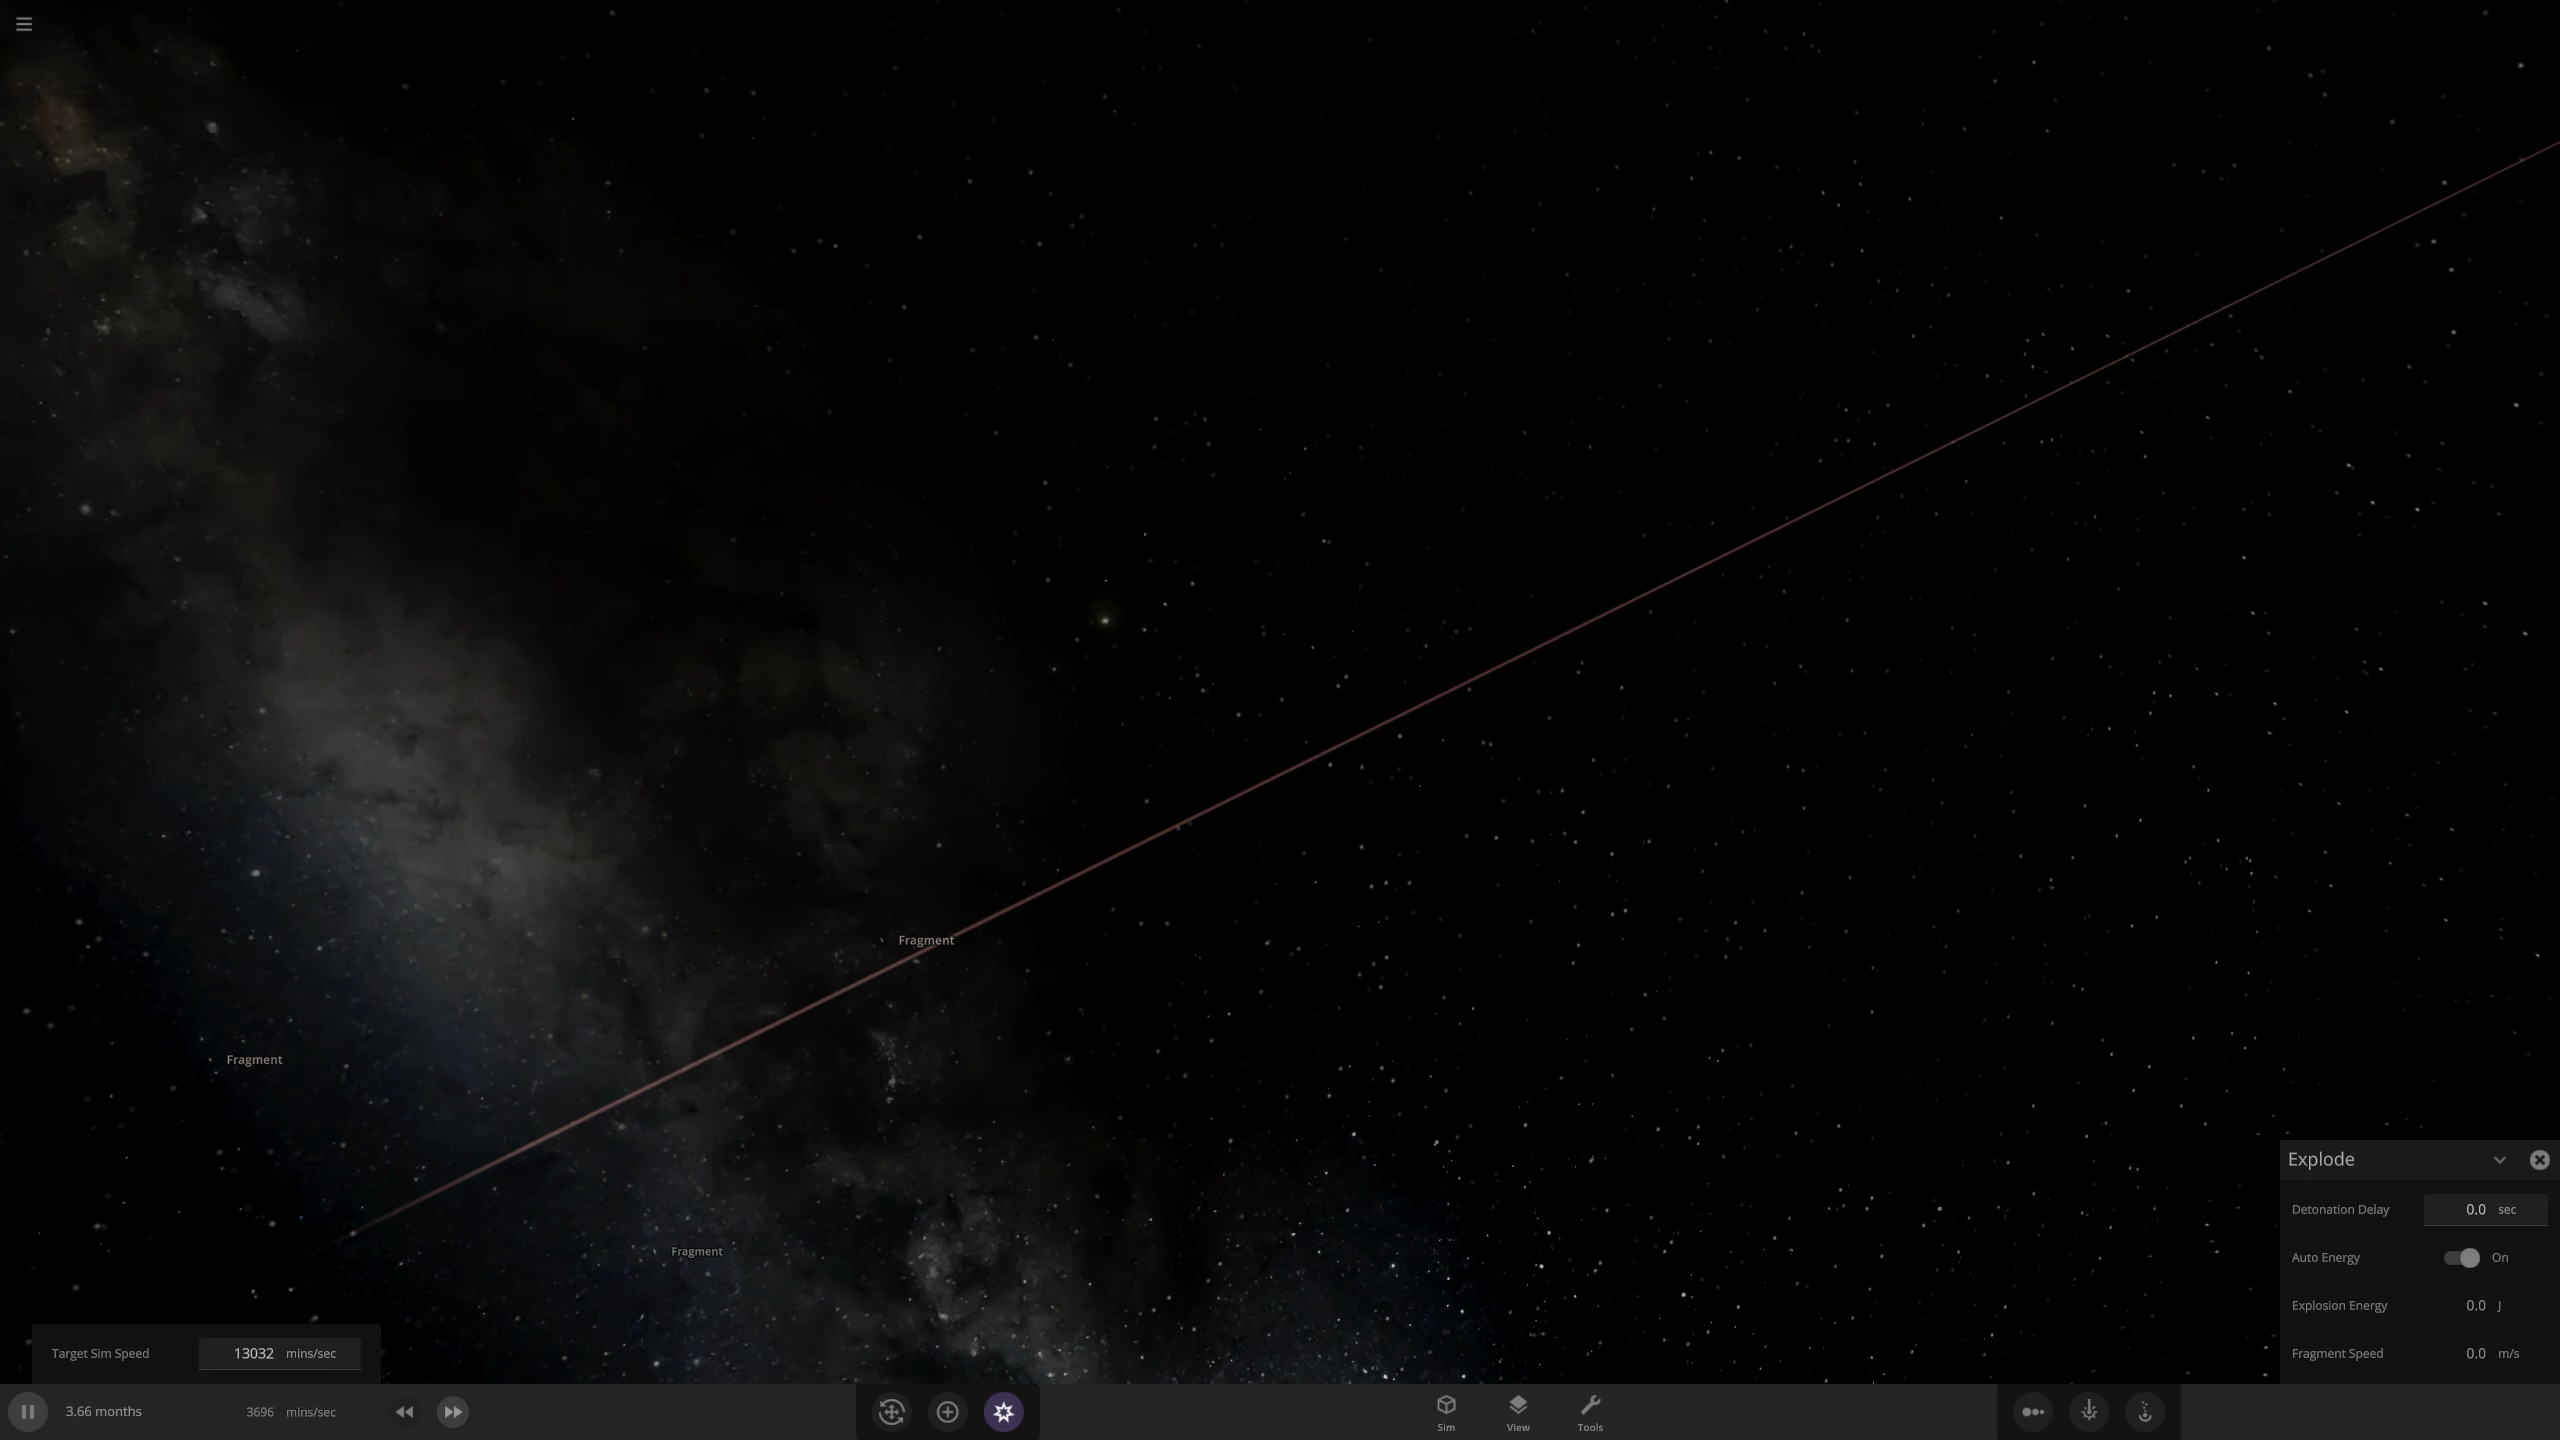 Fragment
Fragment
Fragment
Explode
Detonation Delay 0.0 sec
Auto Energy On
Explosion Energy 0.0 J
Fragment Speed 0.0 m/s
Target Sim Speed 13032 mins/sec
3.66 months 3696 mins/sec
Sim View Tools